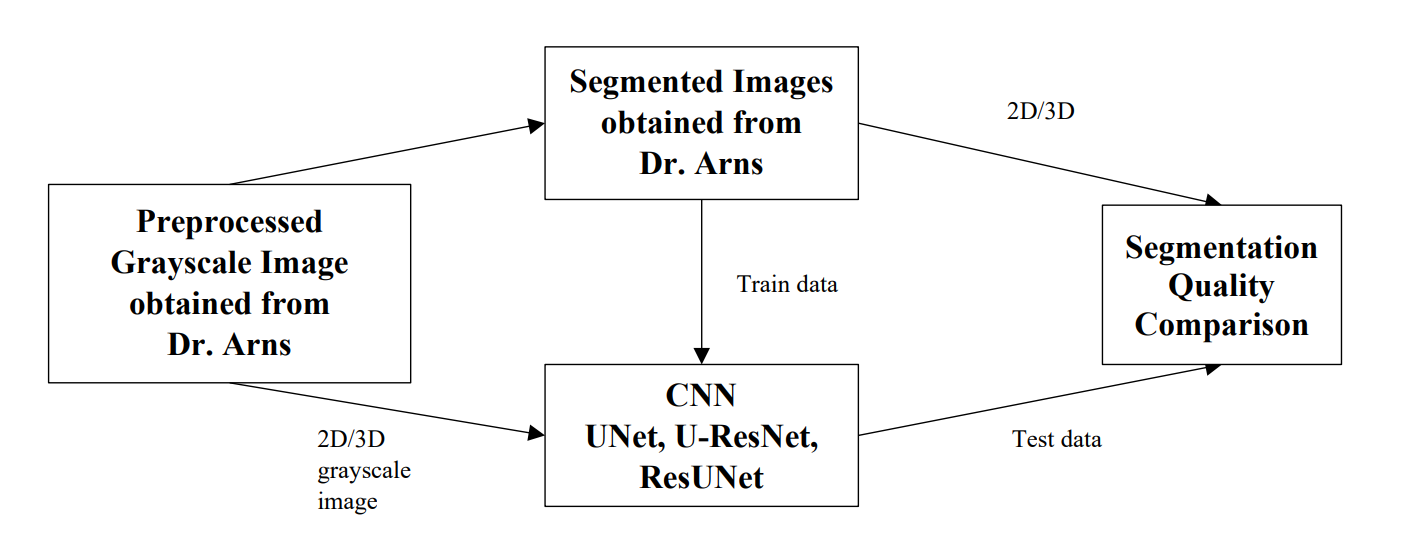 Segmented Images
obtained from
Dr. Arns
2D/3D
Preprocessed
Grayscale Image
obtained from
Dr. Arns
Train data
Segmentation
Quality
Comparison
2D/3D
grayscale
image
CNN
UNet, U-ResNet,
ResUNet
Test data